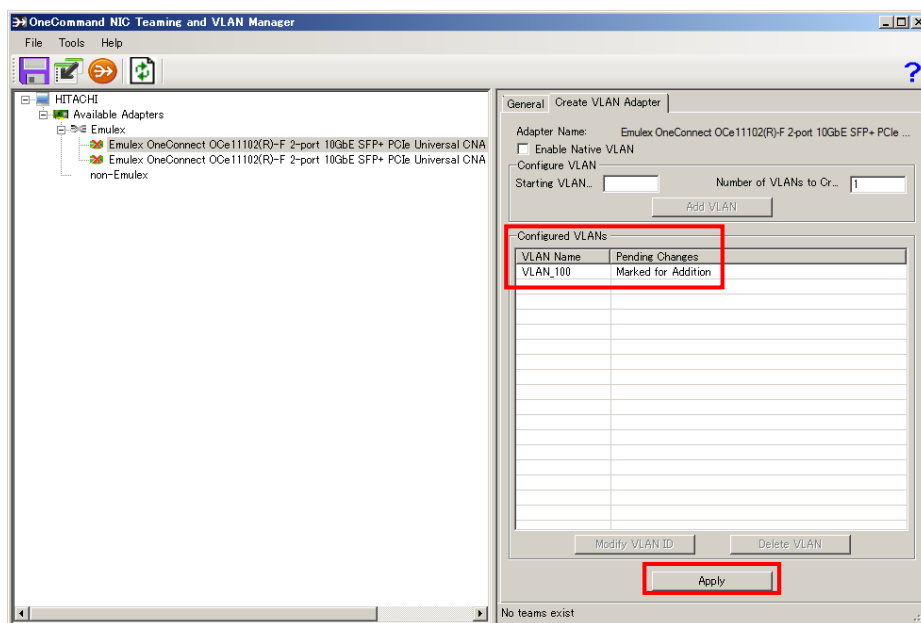 OneCommand NIC Teaming and VLAN Manager
File Tools Help
?
HITACHI
Available Adapters
Emulex
Emulex OneConnect OCe11102(R)-F 2-port 10GbE SFP+ PCIe Universal CNA
Emulex OneConnect OCe11102(R)-F 2-port 10GbE SFP+ PCIe Universal CNA
non-Emulex
General Create VLAN Adapter
Adapter Name: Emulex OneConnect OCe11102(R)-F 2-port 10GbE SFP+ PCIe ...
Enable Native VLAN
Configure VLAN
Starting VLAN... Number of VLANs to Cr... 1
Add VLAN
Configured VLANs
VLAN Name Pending Changes
VLAN_100 Marked for Addition
Modify VLAN ID Delete VLAN
Apply
No teams exist